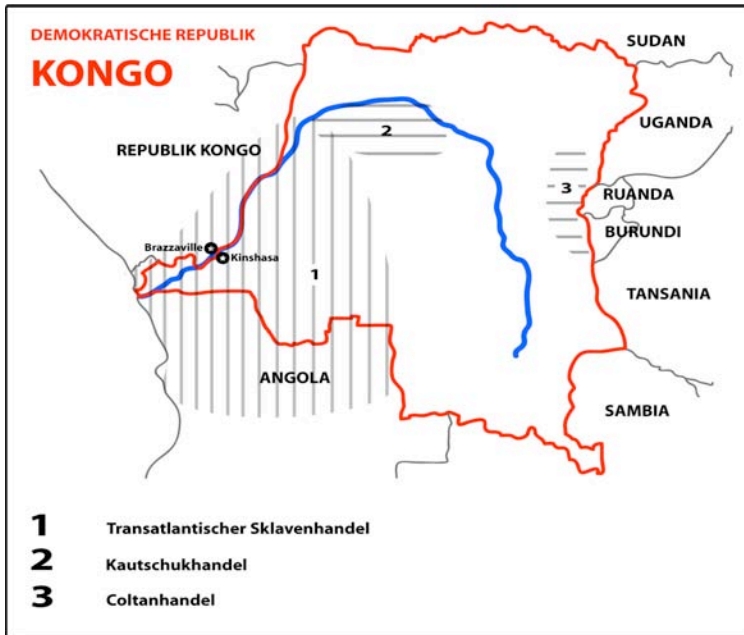 DEMOKRATISCHE REPUBLIK
KONGO
SUDAN
UGANDA
REPUBLIK KONGO
2
3
RUANDA
BURUNDI
Brazzaville
Kinshasa
1
TANSANIA
ANGOLA
SAMBIA
1 Transatlantischer Sklavenhandel
2 Kautschukhandel
3 Coltanhandel